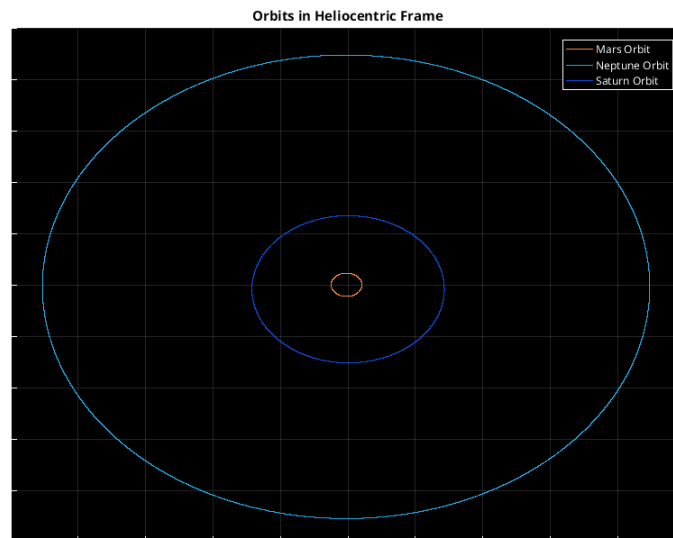 Orbits in Heliocentric Frame
Mars Orbit
Neptune Orbit
Saturn Orbit